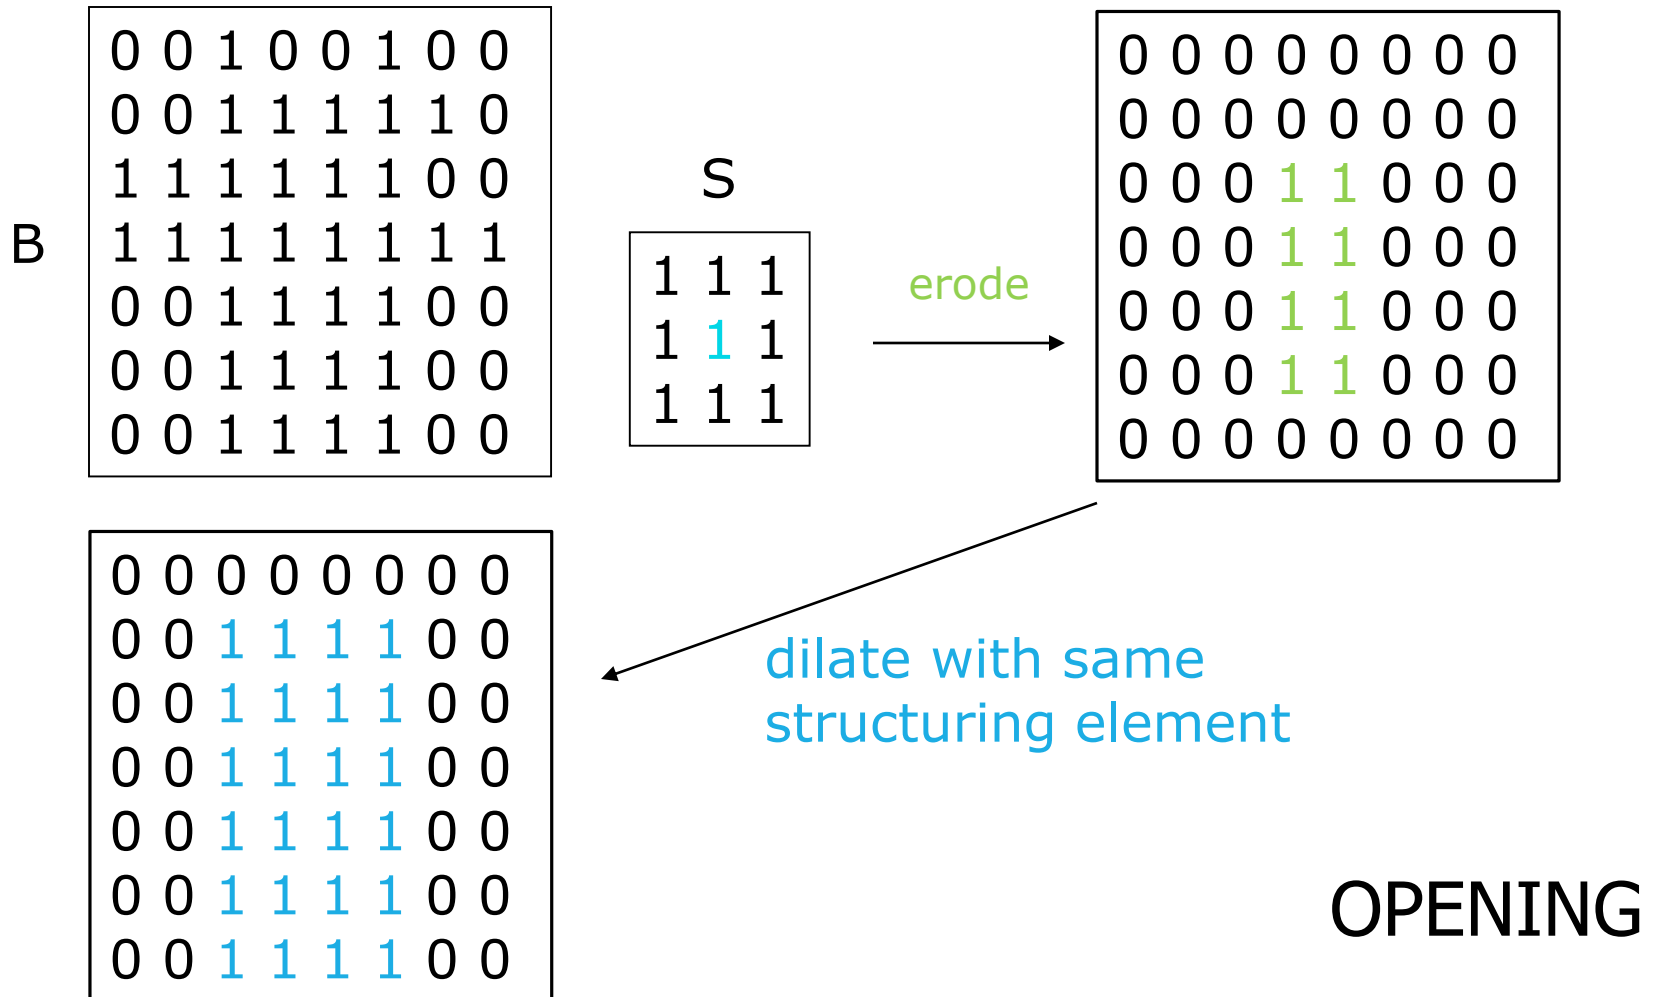 B
0 0 1 0 0 1 0 0
0 0 1 1 1 1 1 0
1 1 1 1 1 1 0 0
1 1 1 1 1 1 1 1
0 0 1 1 1 1 0 0
0 0 1 1 1 1 0 0
0 0 1 1 1 1 0 0
S
1 1 1
1 1 1
1 1 1
erode
0 0 0 0 0 0 0 0
0 0 0 0 0 0 0 0
0 0 0 1 1 0 0 0
0 0 0 1 1 0 0 0
0 0 0 1 1 0 0 0
0 0 0 1 1 0 0 0
0 0 0 0 0 0 0 0
dilate with same
structuring element
0 0 0 0 0 0 0 0
0 0 1 1 1 1 0 0
0 0 1 1 1 1 0 0
0 0 1 1 1 1 0 0
0 0 1 1 1 1 0 0
0 0 1 1 1 1 0 0
0 0 1 1 1 1 0 0
OPENING